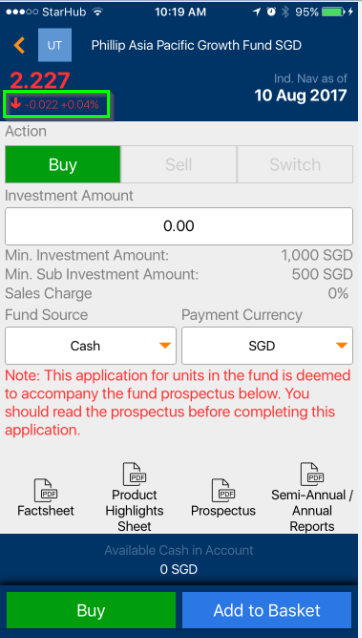 StarHub 10:19 AM 95%
UT Phillip Asia Pacific Growth Fund SGD
2.227 Ind. Nav as of
-0.022 +0.04% 10 Aug 2017
Action
Buy Sell Switch
Investment Amount
0.00
Min. Investment Amount: 1,000 SGD
Min. Sub Investment Amount: 500 SGD
Sales Charge 0%
Fund Source Payment Currency
Cash SGD
Note: This application for units in the fund is deemed
to accompany the fund prospectus below. You
should read the prospectus before completing this
application.
PDF PDF PDF PDF
Factsheet Product Highlights Sheet Prospectus Semi-Annual / Annual Reports
Available Cash in Account
0 SGD
Buy Add to Basket